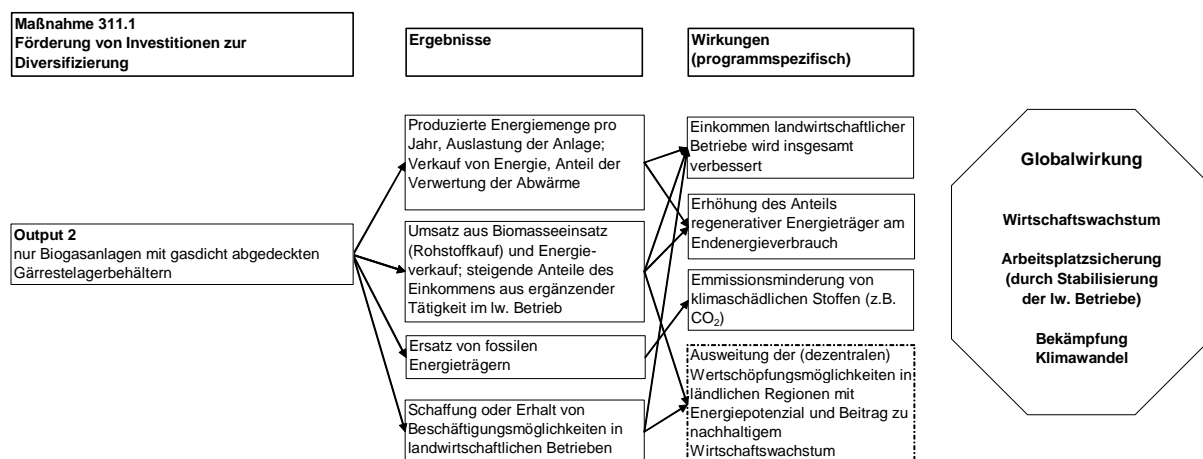 Maßnahme 311.1
Förderung von Investitionen zur
Diversifizierung
Ergebnisse
Wirkungen
(programmspezifisch)
Output 2
nur Biogasanlagen mit gasdicht abgedeckten
Gärrestelagerbehältern
Produzierte Energiemenge pro
Jahr, Auslastung der Anlage;
Verkauf von Energie, Anteil der
Verwertung der Abwärme
Umsatz aus Biomasseeinsatz
(Rohstoffkauf) und Energie-
verkauf; steigende Anteile des
Einkommens aus ergänzender
Tätigkeit im lw. Betrieb
Ersatz von fossilen
Energieträgern
Schaffung oder Erhalt von
Beschäftigungsmöglichkeiten in
landwirtschaftlichen Betrieben
Einkommen landwirtschaftlicher
Betriebe wird insgesamt
verbessert
Erhöhung des Anteils
regenerativer Energieträger am
Endenergieverbrauch
Emmissionsminderung von
klimaschädlichen Stoffen (z.B.
CO₂)
Ausweitung der (dezentralen)
Wertschöpfungsmöglichkeiten in
ländlichen Regionen mit
Energiepotenzial und Beitrag zu
nachhaltigem
Wirtschaftswachstum
Globalwirkung
Wirtschaftswachstum
Arbeitsplatzsicherung
(durch Stabilisierung
der lw. Betriebe)
Bekämpfung
Klimawandel